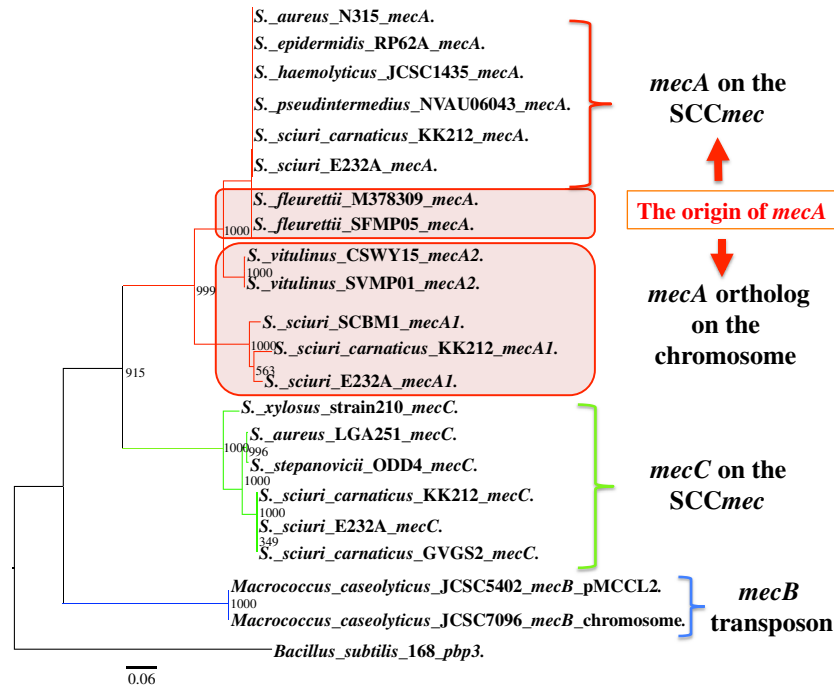 S._aureus_N315_mecA.
S._epidermidis_RP62A_mecA.
S._haemolyticus_JCSC1435_mecA.
S._pseudintermedius_NVAU06043_mecA.
S._sciuri_carnaticus_KK212_mecA.
S._sciuri_E232A_mecA.
S._fleurettii_M378309_mecA.
1000
S._fleurettii_SFMP05_mecA.
S._vitulinus_CSWY15_mecA2.
1000
S._vitulinus_SVMP01_mecA2.
999
S._sciuri_SCBM1_mecA1.
1000
S._sciuri_carnaticus_KK212_mecA1.
563
S._sciuri_E232A_mecA1.
915
S._xylosus_strain210_mecC.
S._aureus_LGA251_mecC.
1000
996
S._stepanovicii_ODD4_mecC.
1000
S._sciuri_carnaticus_KK212_mecC.
1000
S._sciuri_E232A_mecC.
349
S._sciuri_carnaticus_GVGS2_mecC.
Macrococcus_caseolyticus_JCSC5402_mecB_pMCCL2.
1000
Macrococcus_caseolyticus_JCSC7096_mecB_chromosome.
Bacillus_subtilis_168_pbp3.
0.06
mecA on the
SCCmec
The origin of mecA
mecA ortholog
on the
chromosome
mecC on the
SCCmec
mecB
transposon